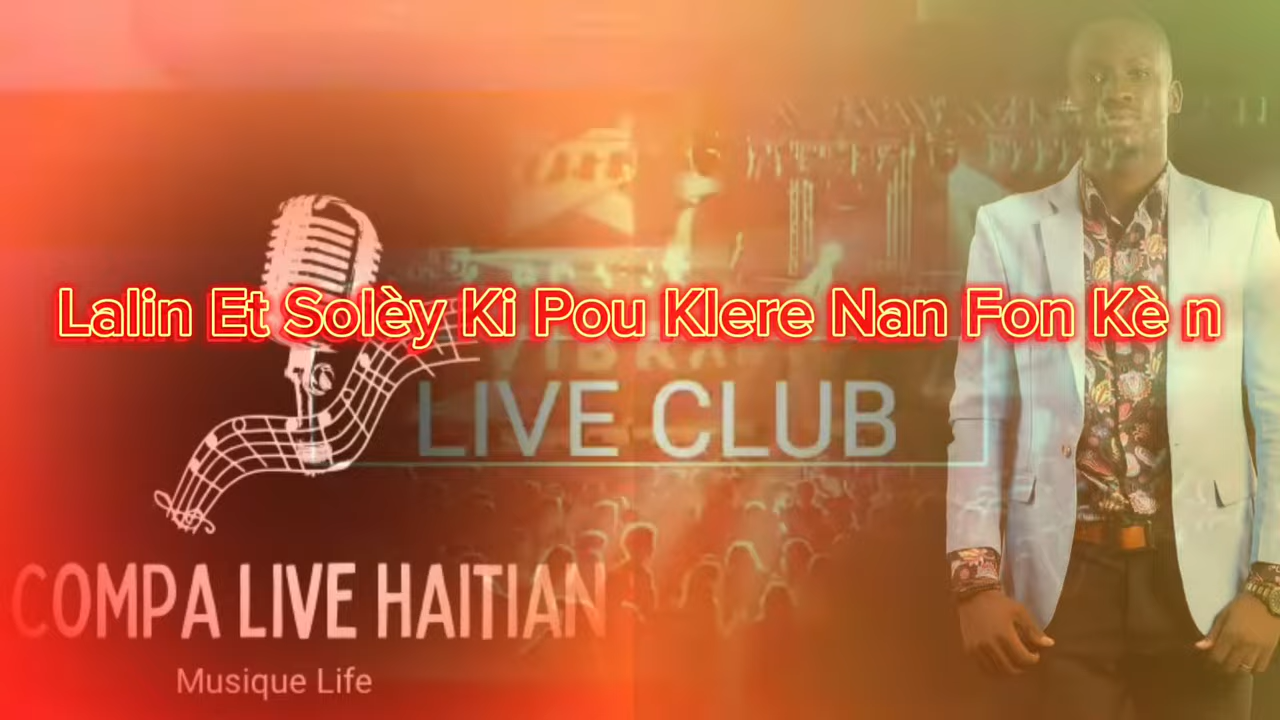 Lalin Et Solèy Ki Pou Klere Nan Fon Kè n
LIVE CLUB
COMPA LIVE HAITIAN
Musique Life